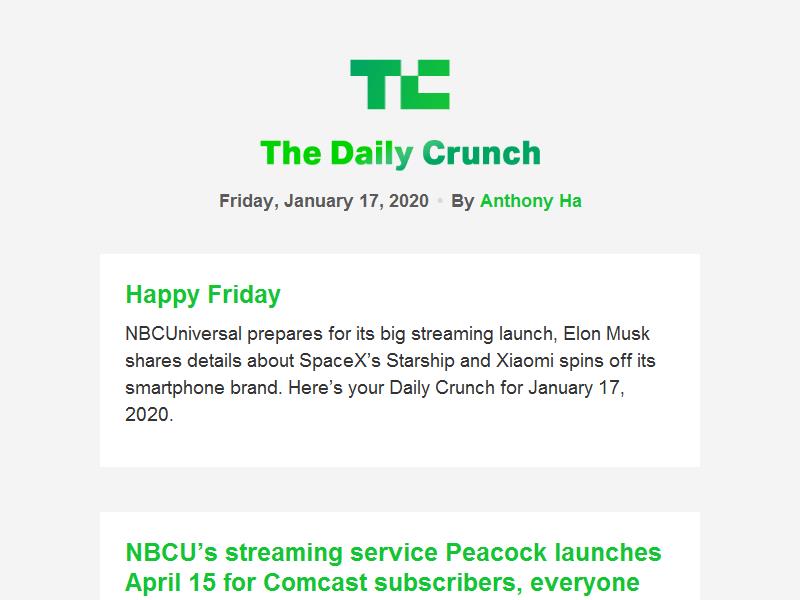 TC
The Daily Crunch
Friday, January 17, 2020 • By Anthony Ha
Happy Friday
NBCUniversal prepares for its big streaming launch, Elon Musk
shares details about SpaceX’s Starship and Xiaomi spins off its
smartphone brand. Here’s your Daily Crunch for January 17,
2020.
NBCU’s streaming service Peacock launches
April 15 for Comcast subscribers, everyone